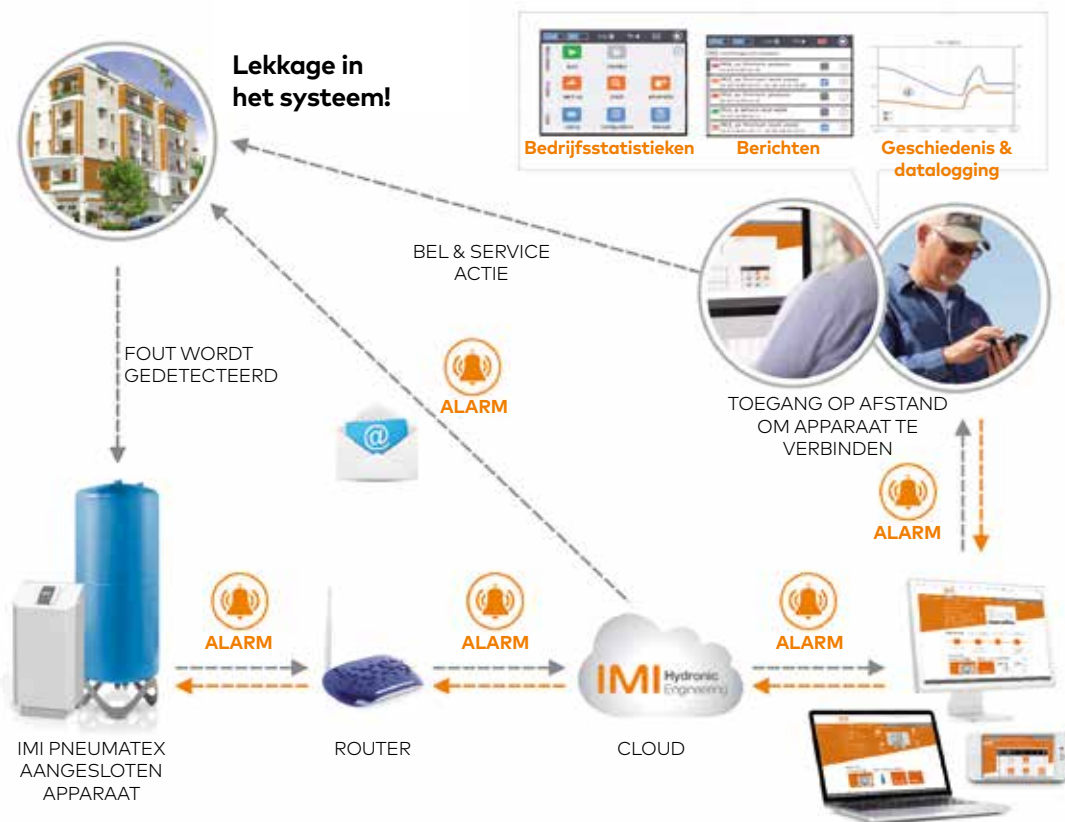 Lekkage in
het systeem!
Bedrijfsstatistieken
Berichten
Geschiedenis &
datalogging
BEL & SERVICE
ACTIE
FOUT WORDT
GEDETECTEERD
ALARM
@
TOEGANG OP AFSTAND
OM APPARAAT TE
VERBINDEN
ALARM
ALARM
ALARM
ALARM
IMI Hydronic
Engineering
IMI PNEUMATEX
AANGESLOTEN
APPARAAT
ROUTER
CLOUD